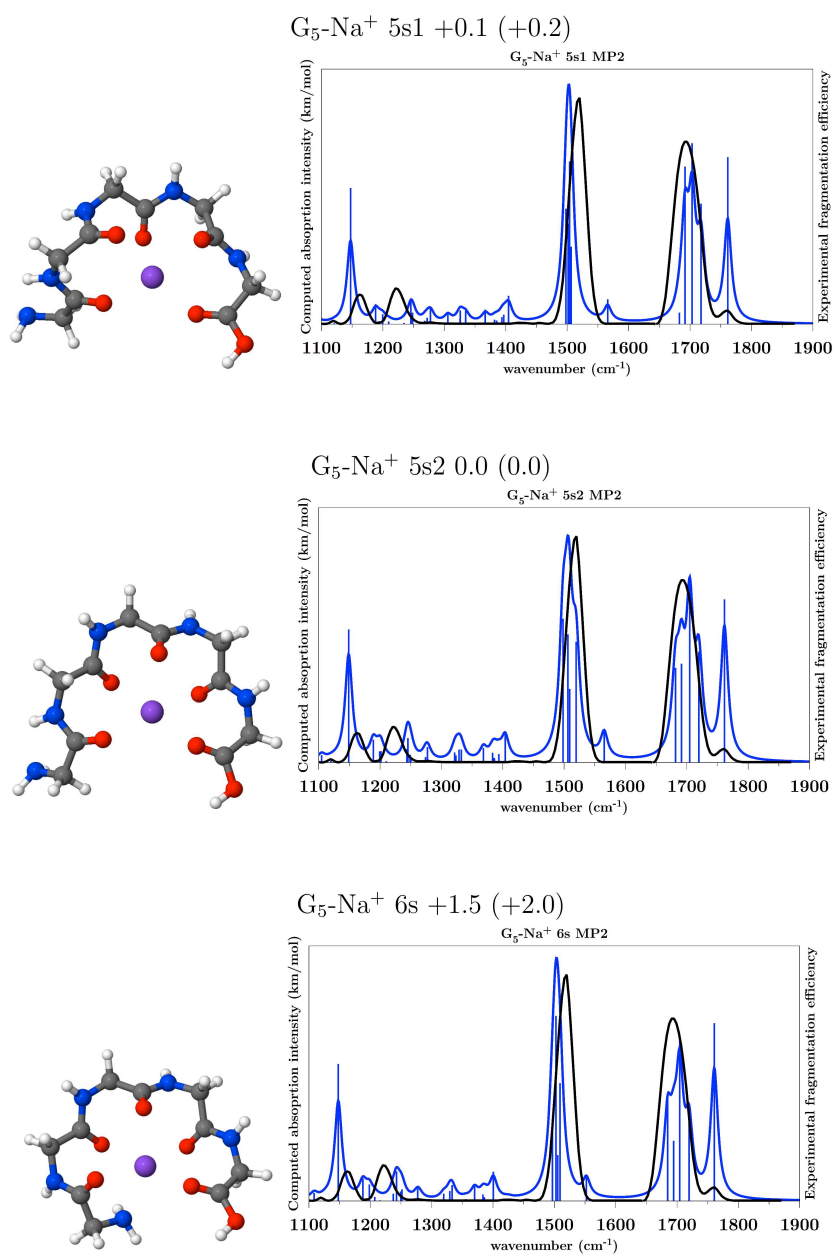 G₅-Na⁺ 5s1 +0.1 (+0.2)
G₅-Na⁺ 5s1 MP2
Computed absoprtion intensity (km/mol)
Experimental fragmentation efficiency
1100 1200 1300 1400 1500 1600 1700 1800 1900
wavenumber (cm⁻¹)
G₅-Na⁺ 5s2 0.0 (0.0)
G₅-Na⁺ 5s2 MP2
Computed absoprtion intensity (km/mol)
Experimental fragmentation efficiency
1100 1200 1300 1400 1500 1600 1700 1800 1900
wavenumber (cm⁻¹)
G₅-Na⁺ 6s +1.5 (+2.0)
G₅-Na⁺ 6s MP2
Computed absoprtion intensity (km/mol)
Experimental fragmentation efficiency
1100 1200 1300 1400 1500 1600 1700 1800 1900
wavenumber (cm⁻¹)